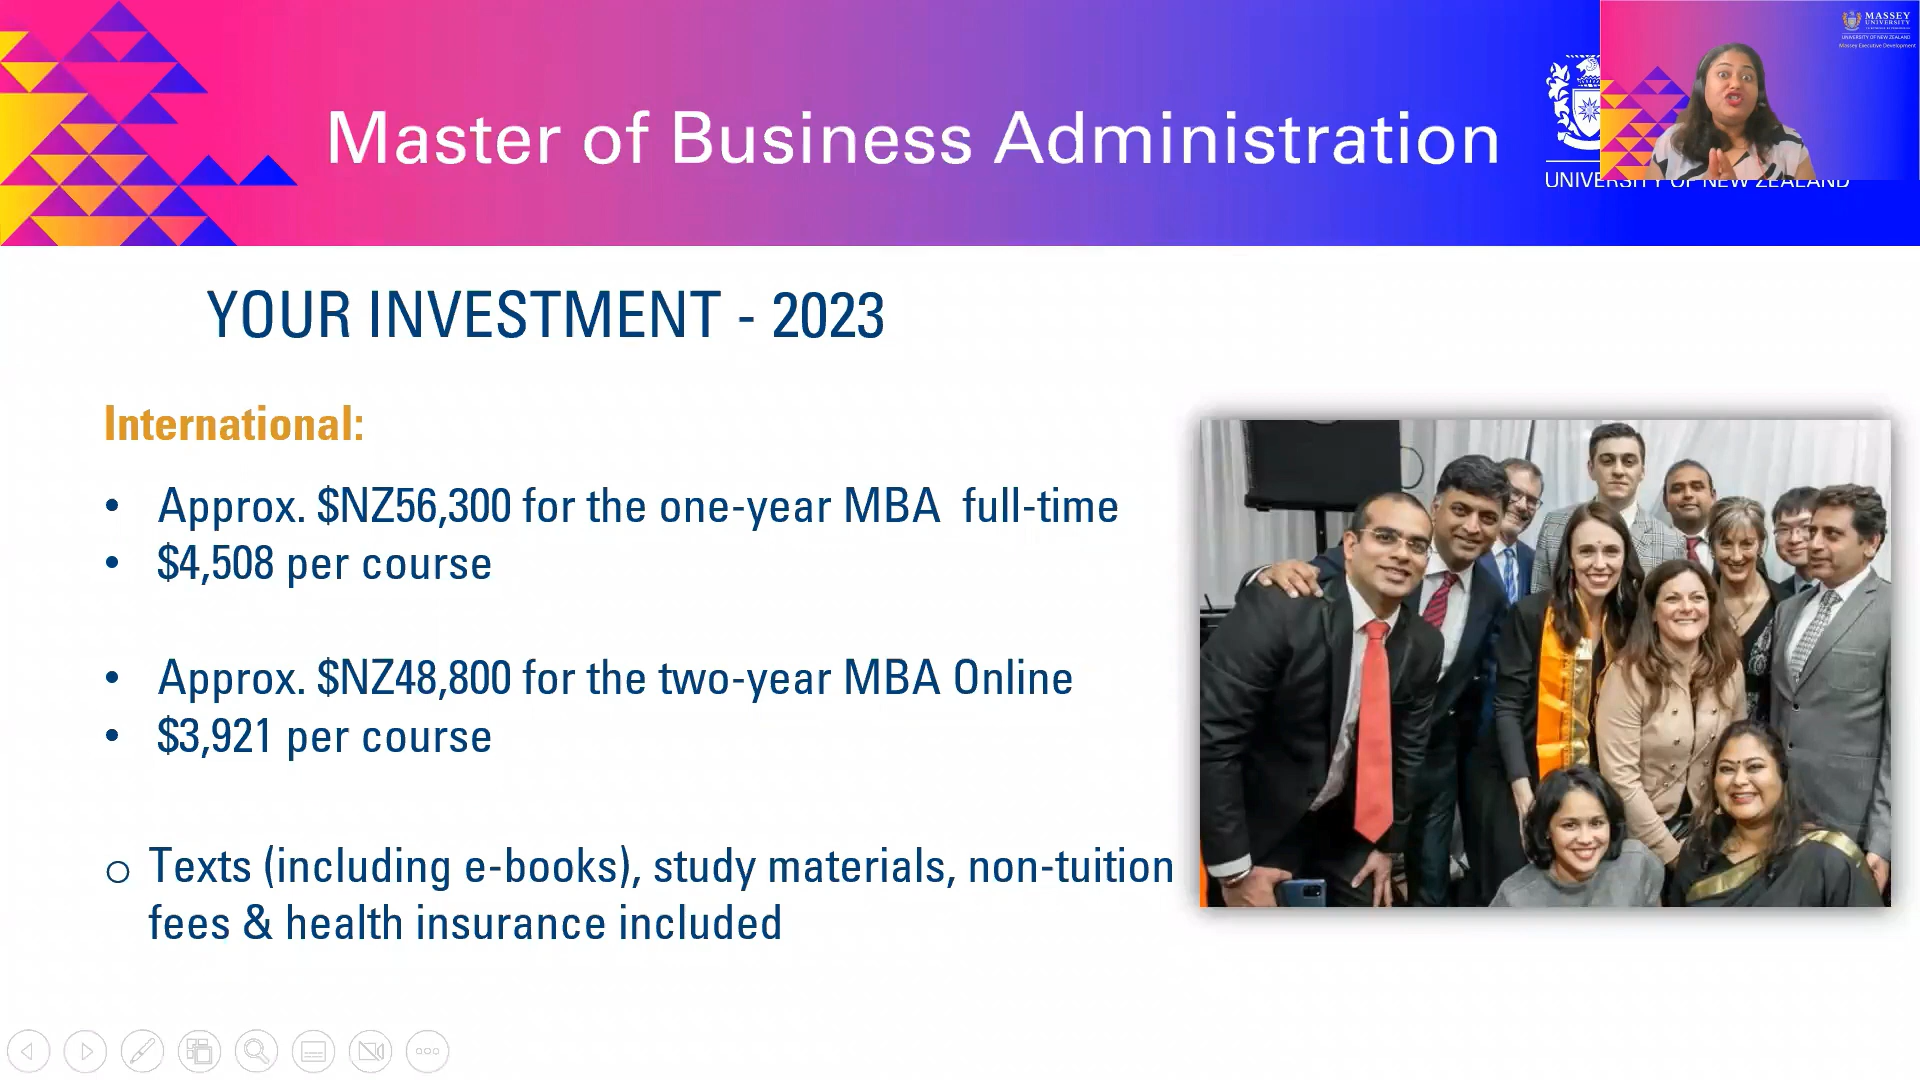 MASSEY
UNIVERSITY
UNIVERSITY OF NEW ZEALAND
Massey Executive Development
Master of Business Administration
UNIVERSITY OF NEW ZEALAND
YOUR INVESTMENT - 2023
International:
• Approx. $NZ56,300 for the one-year MBA full-time
• $4,508 per course
• Approx. $NZ48,800 for the two-year MBA Online
• $3,921 per course
o Texts (including e-books), study materials, non-tuition
fees & health insurance included